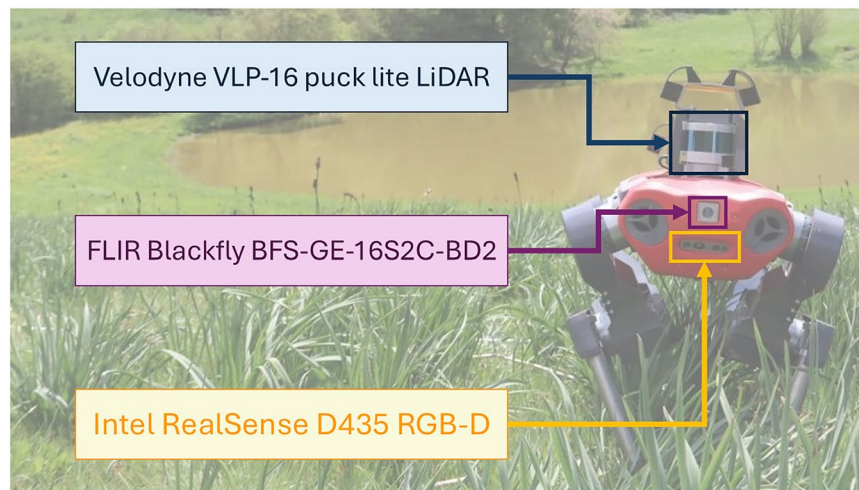 Velodyne VLP-16 puck lite LiDAR
FLIR Blackfly BFS-GE-16S2C-BD2
Intel RealSense D435 RGB-D